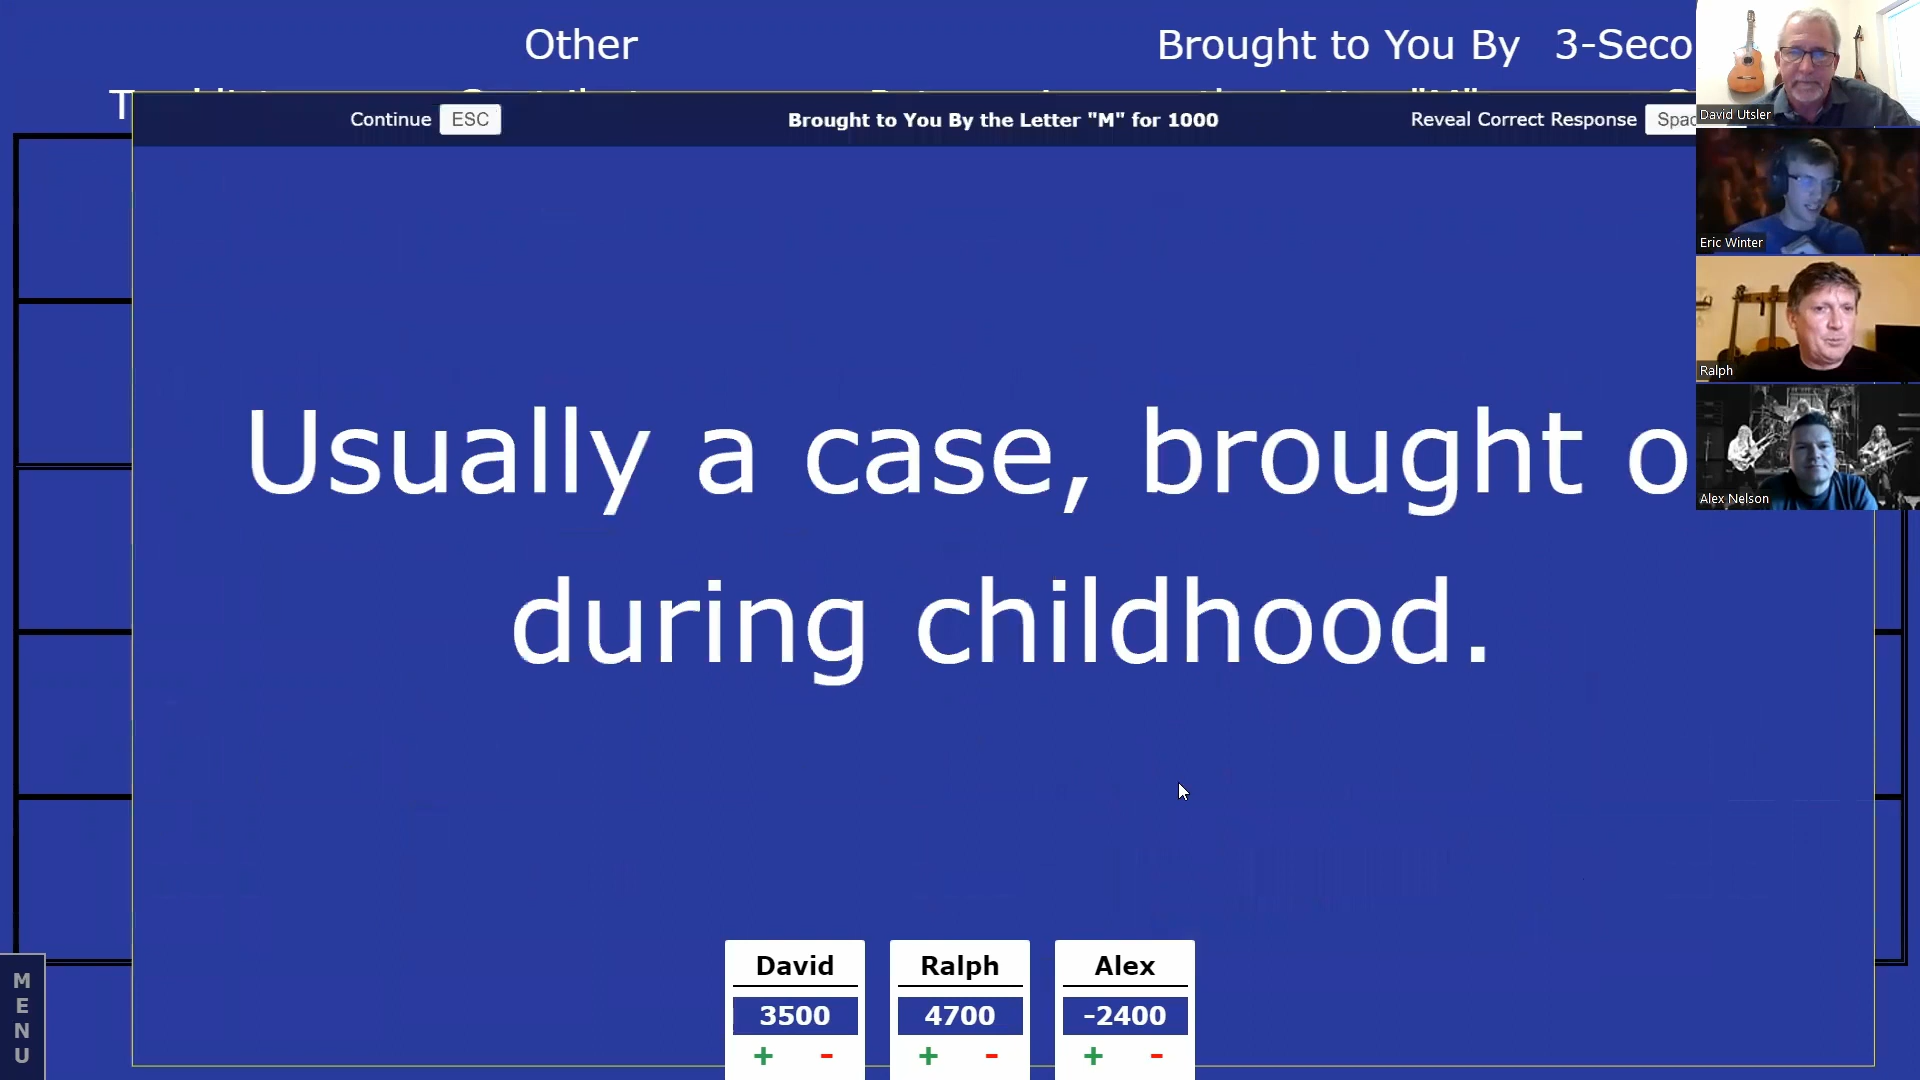 Other
Brought to You By 3-Seco
Continue ESC
Brought to You By the Letter "M" for 1000
Reveal Correct Response Spac
Usually a case, brought o
during childhood.
David Utsler
Eric Winter
Ralph
Alex Nelson
MENU
David
3500
+ -
Ralph
4700
+ -
Alex
-2400
+ -